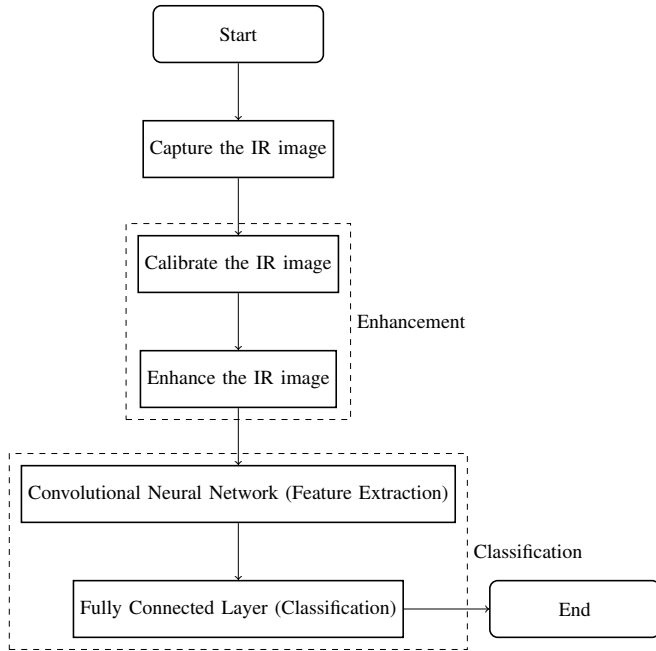 Start
Capture the IR image
Calibrate the IR image
Enhancement
Enhance the IR image
Convolutional Neural Network (Feature Extraction)
Classification
Fully Connected Layer (Classification)
End